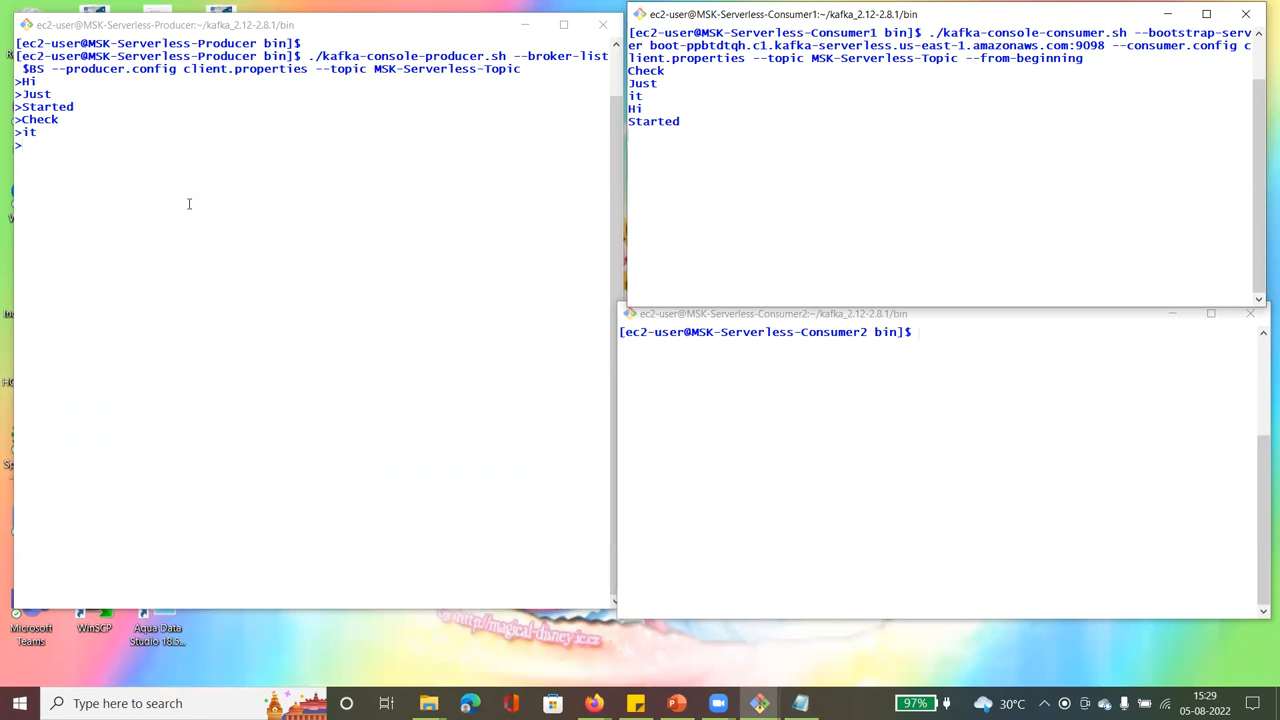 ec2-user@MSK-Serverless-Producer:~/kafka_2.12-2.8.1/bin
[ec2-user@MSK-Serverless-Producer bin]$
[ec2-user@MSK-Serverless-Producer bin]$ ./kafka-console-producer.sh --broker-list
$BS --producer.config client.properties --topic MSK-Serverless-Topic
>Hi
>Just
>Started
>Check
>it
>
ec2-user@MSK-Serverless-Consumer1:~/kafka_2.12-2.8.1/bin
[ec2-user@MSK-Serverless-Consumer1 bin]$ ./kafka-console-consumer.sh --bootstrap-serv
er boot-ppbtdtqh.c1.kafka-serverless.us-east-1.amazonaws.com:9098 --consumer.config c
lient.properties --topic MSK-Serverless-Topic --from-beginning
Check
Just
it
Hi
Started
ec2-user@MSK-Serverless-Consumer2:~/kafka_2.12-2.8.1/bin
[ec2-user@MSK-Serverless-Consumer2 bin]$
Microsoft
Teams
WinSCP
Aqua Data
Studio 18.5...
Type here to search
97%
30°C
15:29
05-08-2022